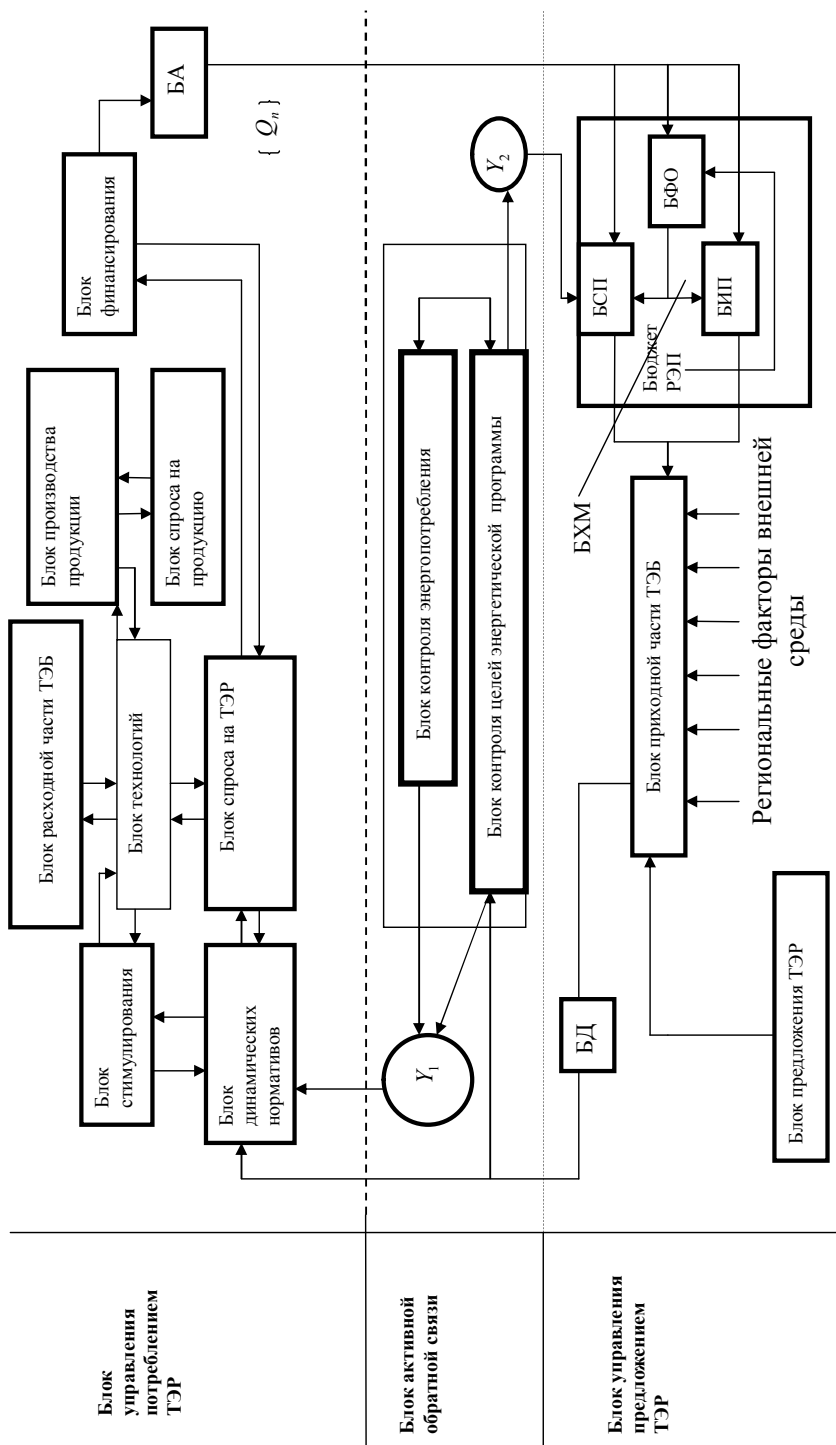 Блок
управления
потреблением
ТЭР
Блок
стимулирования
Блок
динамических
нормативов
Блок расходной части ТЭБ
Блок технологий
Блок спроса на ТЭР
Блок производства
продукции
Блок спроса на
продукцию
Блок
финансирования
БА
{ Qn }
Блок активной
обратной связи
Y1
Блок контроля энергопотребления
Блок контроля целей энергетической программы
Y2
Блок управления
предложением
ТЭР
БД
Блок предложения ТЭР
Блок приходной части ТЭБ
Региональные факторы внешней
среды
БХМ
Бюджет
РЭП
БСП
БИП
БФО